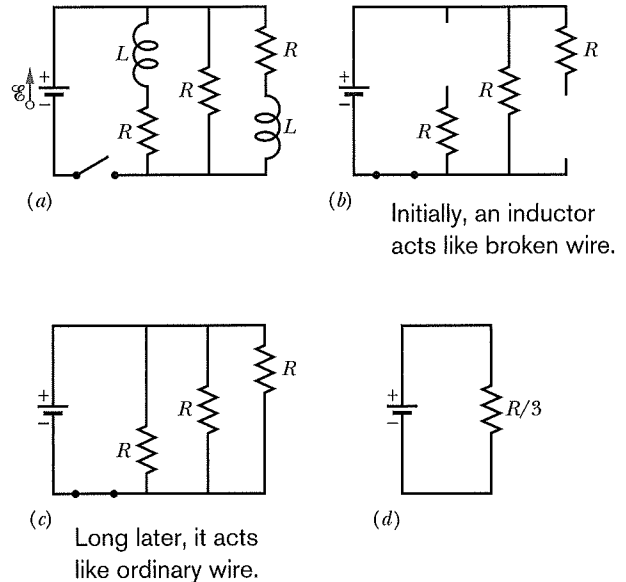 L
R
R
R
L
+
ℰ
−
(a)
R
R
R
+
−
(b)
Initially, an inductor
acts like broken wire.
R
R
R
+
−
(c)
Long later, it acts
like ordinary wire.
+
−
R/3
(d)